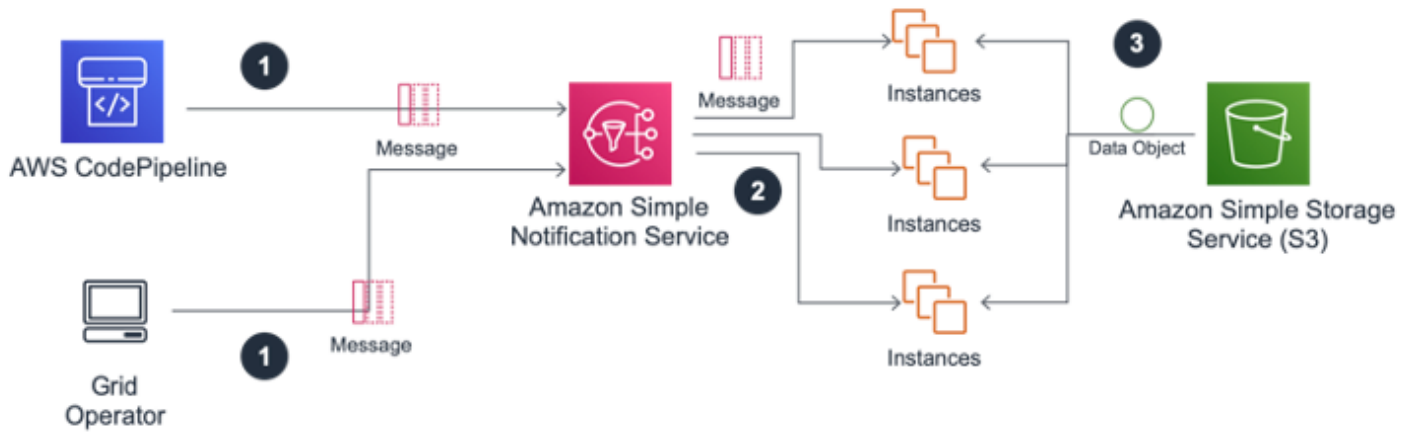 1
</>
Message
AWS CodePipeline
Grid
Operator
1
Message
Amazon Simple
Notification Service
Message
2
Instances
Instances
Instances
3
Data Object
Amazon Simple Storage
Service (S3)